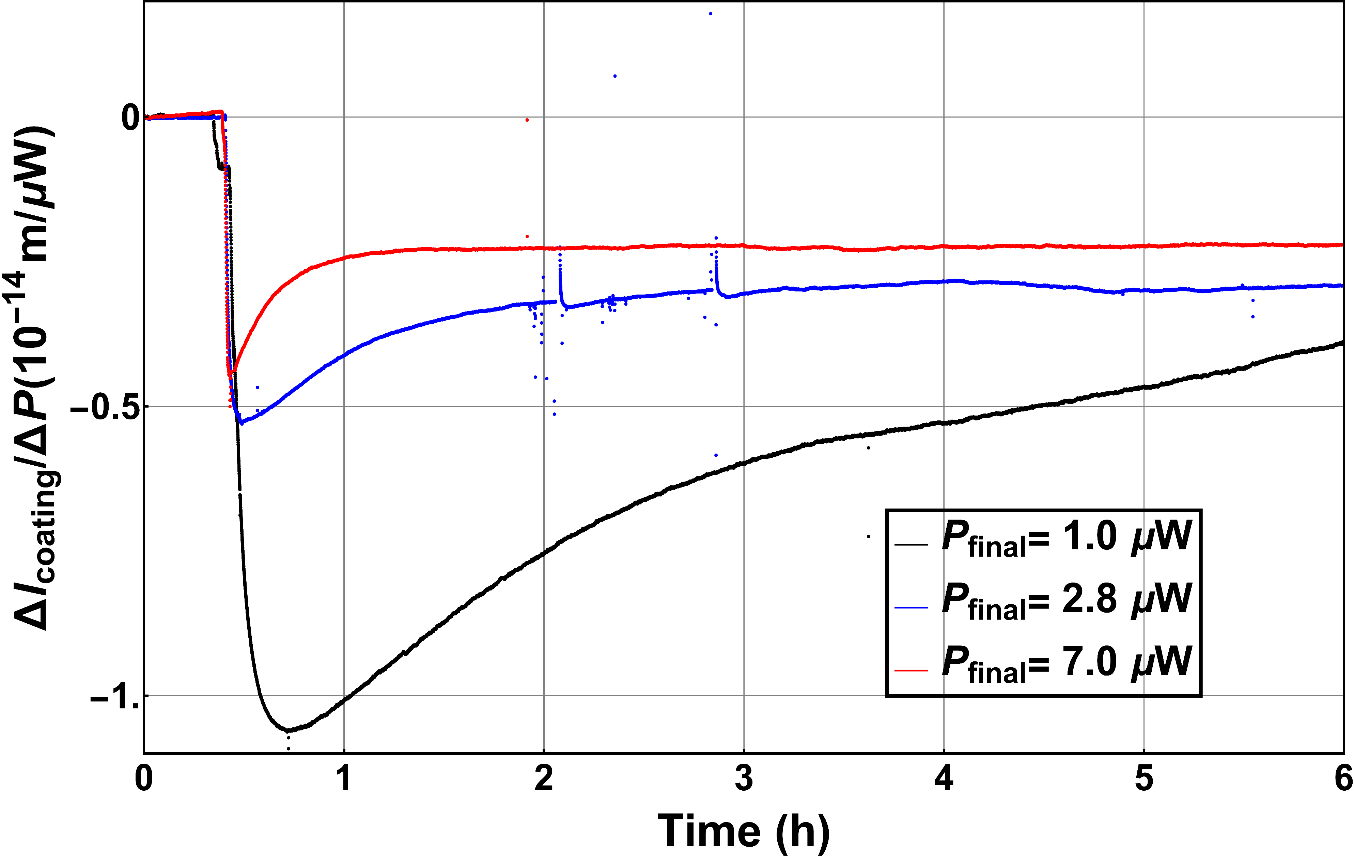 ΔI_coating/ΔP(10^−14 m/μW)
0
−0.5
−1.
0 1 2 3 4 5 6
Time (h)
P_final= 1.0 μW
P_final= 2.8 μW
P_final= 7.0 μW